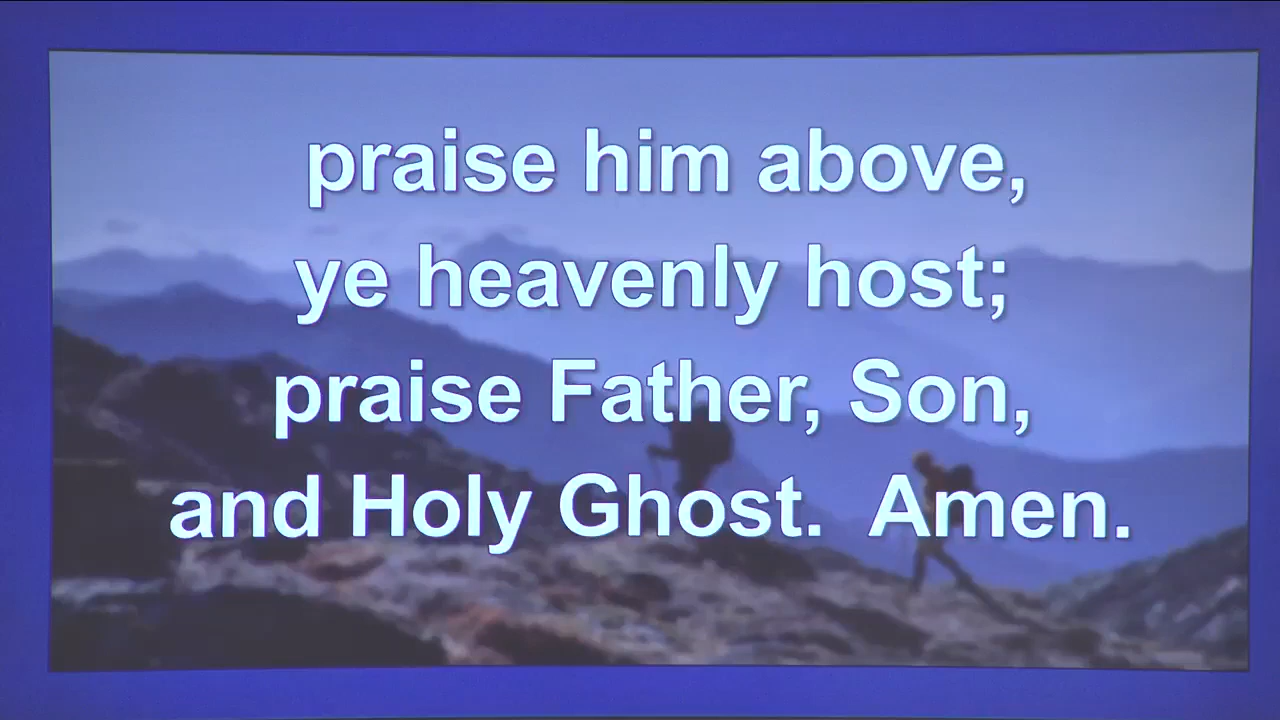 praise him above,
ye heavenly host;
praise Father, Son,
and Holy Ghost.  Amen.